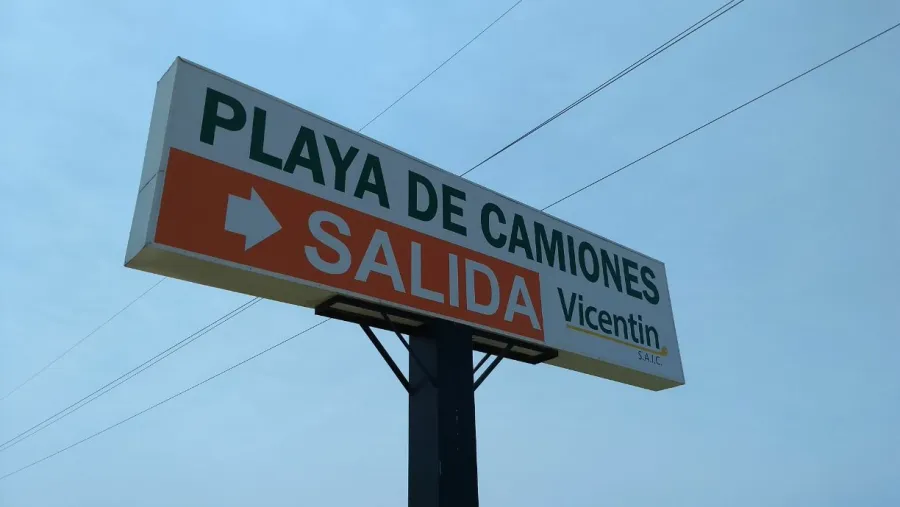 PLAYA DE CAMIONES
SALIDA
Vicentin
S.A.I.C.